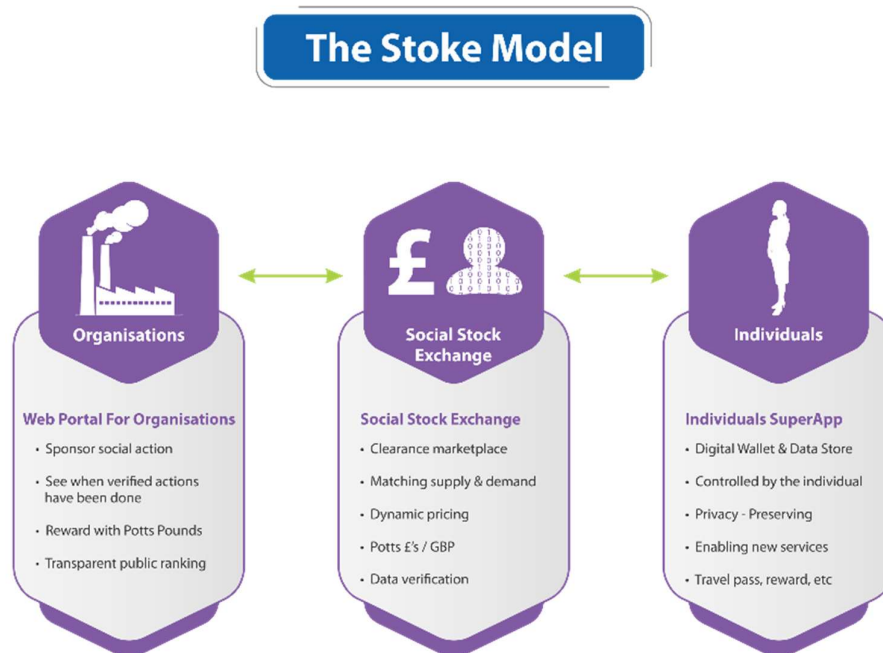 The Stoke Model
Organisations
Social Stock
Exchange
Individuals
Web Portal For Organisations
• Sponsor social action
• See when verified actions
have been done
• Reward with Potts Pounds
• Transparent public ranking
£
Social Stock Exchange
• Clearance marketplace
• Matching supply & demand
• Dynamic pricing
• Potts £'s / GBP
• Data verification
Individuals SuperApp
• Digital Wallet & Data Store
• Controlled by the individual
• Privacy - Preserving
• Enabling new services
• Travel pass, reward, etc